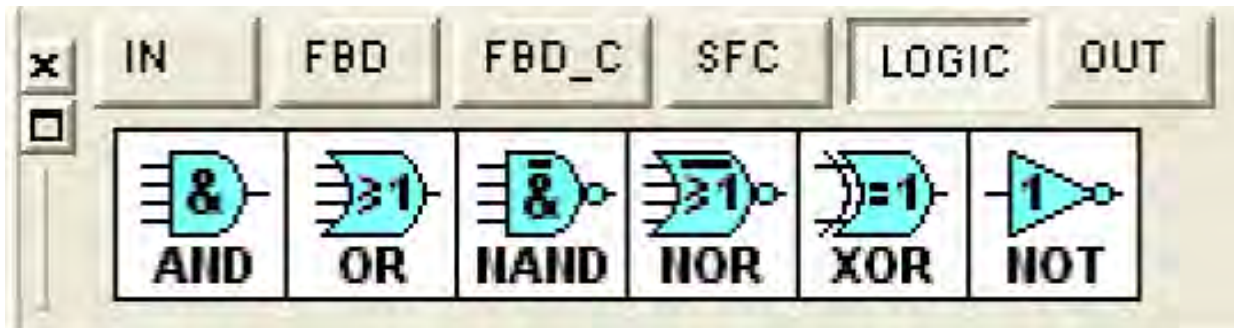 IN FBD FBD_C SFC LOGIC OUT
& ≥1 & ≥1 =1 1
AND OR NAND NOR XOR NOT